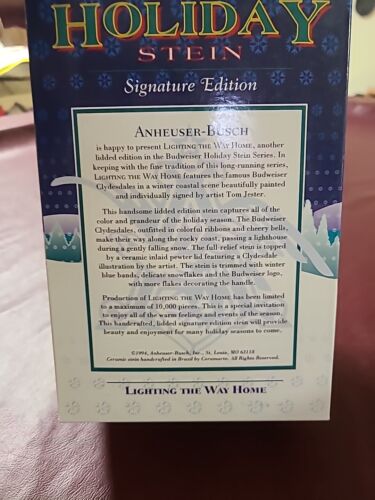 HOLIDAY
STEIN
Signature Edition
ANHEUSER-BUSCH
is happy to present LIGHTING THE WAY HOME, another
lidded edition in the Budweiser Holiday Stein Series. In
keeping with the fine tradition of this long-running series,
LIGHTING THE WAY HOME features the famous Budweiser
Clydesdales in a winter coastal scene beautifully painted
and individually signed by artist Tom Jester.
This handsome lidded edition stein captures all of the
color and grandeur of the holiday season. The Budweiser
Clydesdales, outfitted in colorful ribbons and cheery bells,
make their way along the rocky coast, passing a lighthouse
during a gently falling snow. The full-relief stein is topped
by a ceramic inlaid pewter lid featuring a Clydesdale
illustration by the artist. The stein is trimmed with winter
blue bands, delicate snowflakes and the Budweiser logo,
with more flakes decorating the handle.
Production of LIGHTING THE WAY HOME has been limited
to a maximum of 10,000 pieces. This is a special invitation
to enjoy all of the warm feelings and events of the season.
This handcrafted, lidded signature edition stein will provide
beauty and enjoyment for many holiday seasons to come.
©1994, Anheuser-Busch, Inc., St. Louis, MO 63118
Ceramic stein handcrafted in Brazil by Ceramarte. All Rights Reserved.
LIGHTING THE WAY HOME